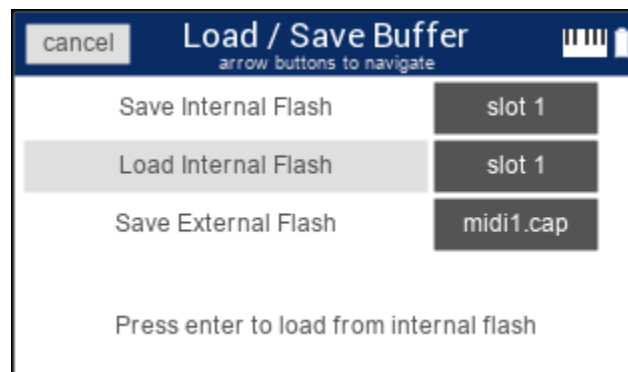 cancel
Load / Save Buffer
arrow buttons to navigate
Save Internal Flash slot 1
Load Internal Flash slot 1
Save External Flash midi1.cap
Press enter to load from internal flash